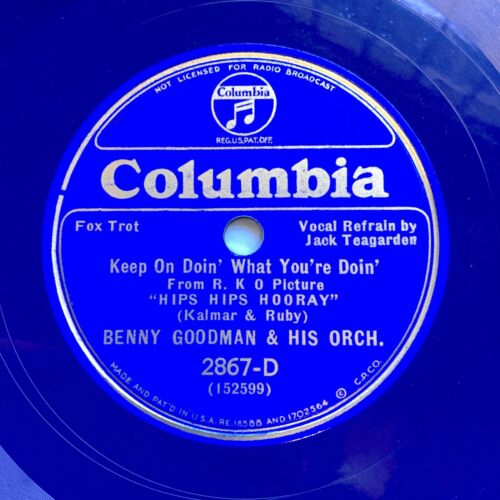 NOT LICENSED FOR RADIO BROADCAST
Columbia
REG.U.S.PAT.OFF.
Columbia
Fox Trot
Vocal Refrain by
Jack Teagarden
Keep On Doin' What You're Doin'
From R. K O Picture
"HIPS HIPS HOORAY"
(Kalmar & Ruby)
BENNY GOODMAN & HIS ORCH.
2867-D
(152599)
MADE AND PAT'D IN U.S.A. RE.16588 AND 1702564 © C.P.CO.